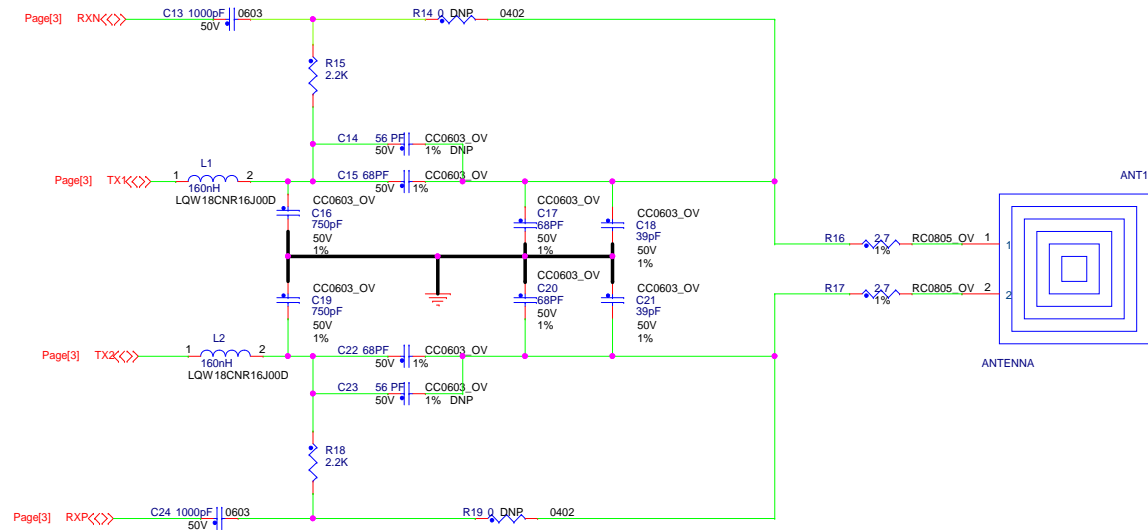 Page[3] RXN C13 1000pF 0603 R14 0 DNP 0402
50V
R15
2.2K
C14 56 PF CC0603_OV
50V 1% DNP
ANT1
L1
Page[3] TX1 1 2 C15 68PF CC0603_OV
160nH 50V 1%
LQW18CNR16J00D
CC0603_OV
C16
750pF
50V
1%
CC0603_OV
C17
68PF
50V
1%
CC0603_OV
C18
39pF
50V
1%
R16 2.7 RC0805_OV 1 1
1%
CC0603_OV
C19
750pF
50V
1%
CC0603_OV
C20
68PF
50V
1%
CC0603_OV
C21
39pF
50V
1%
R17 2.7 RC0805_OV 2 2
1%
L2
Page[3] TX2 1 2 C22 68PF CC0603_OV
160nH 50V 1%
LQW18CNR16J00D
ANTENNA
C23 56 PF CC0603_OV
50V 1% DNP
R18
2.2K
Page[3] RXP C24 1000pF 0603 R19 0 DNP 0402
50V